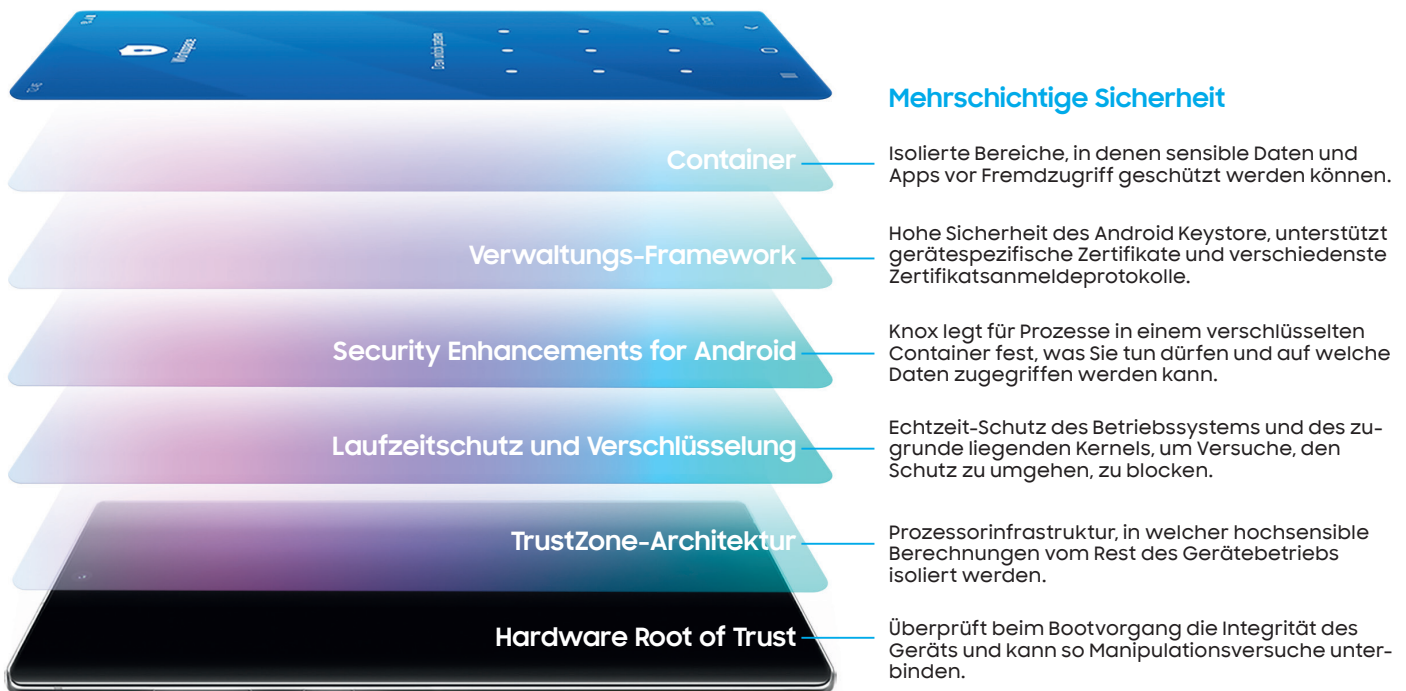 Workspace
Draw unlock pattern
Mehrschichtige Sicherheit
Container
Isolierte Bereiche, in denen sensible Daten und
Apps vor Fremdzugriff geschützt werden können.
Verwaltungs-Framework
Hohe Sicherheit des Android Keystore, unterstützt
gerätespezifische Zertifikate und verschiedenste
Zertifikatsanmeldeprotokolle.
Security Enhancements for Android
Knox legt für Prozesse in einem verschlüsselten
Container fest, was Sie tun dürfen und auf welche
Daten zugegriffen werden kann.
Laufzeitschutz und Verschlüsselung
Echtzeit-Schutz des Betriebssystems und des zu-
grunde liegenden Kernels, um Versuche, den
Schutz zu umgehen, zu blocken.
TrustZone-Architektur
Prozessorinfrastruktur, in welcher hochsensible
Berechnungen vom Rest des Gerätebetriebs
isoliert werden.
Hardware Root of Trust
Überprüft beim Bootvorgang die Integrität des
Geräts und kann so Manipulationsversuche unter-
binden.